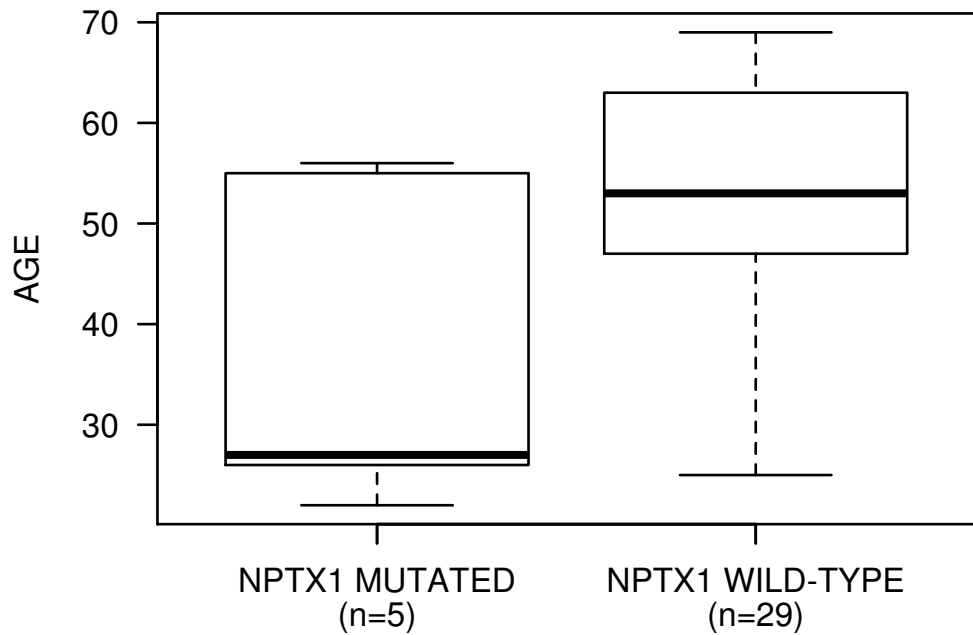 70
60
50
40
30
AGE
NPTX1 MUTATED
(n=5)
NPTX1 WILD-TYPE
(n=29)